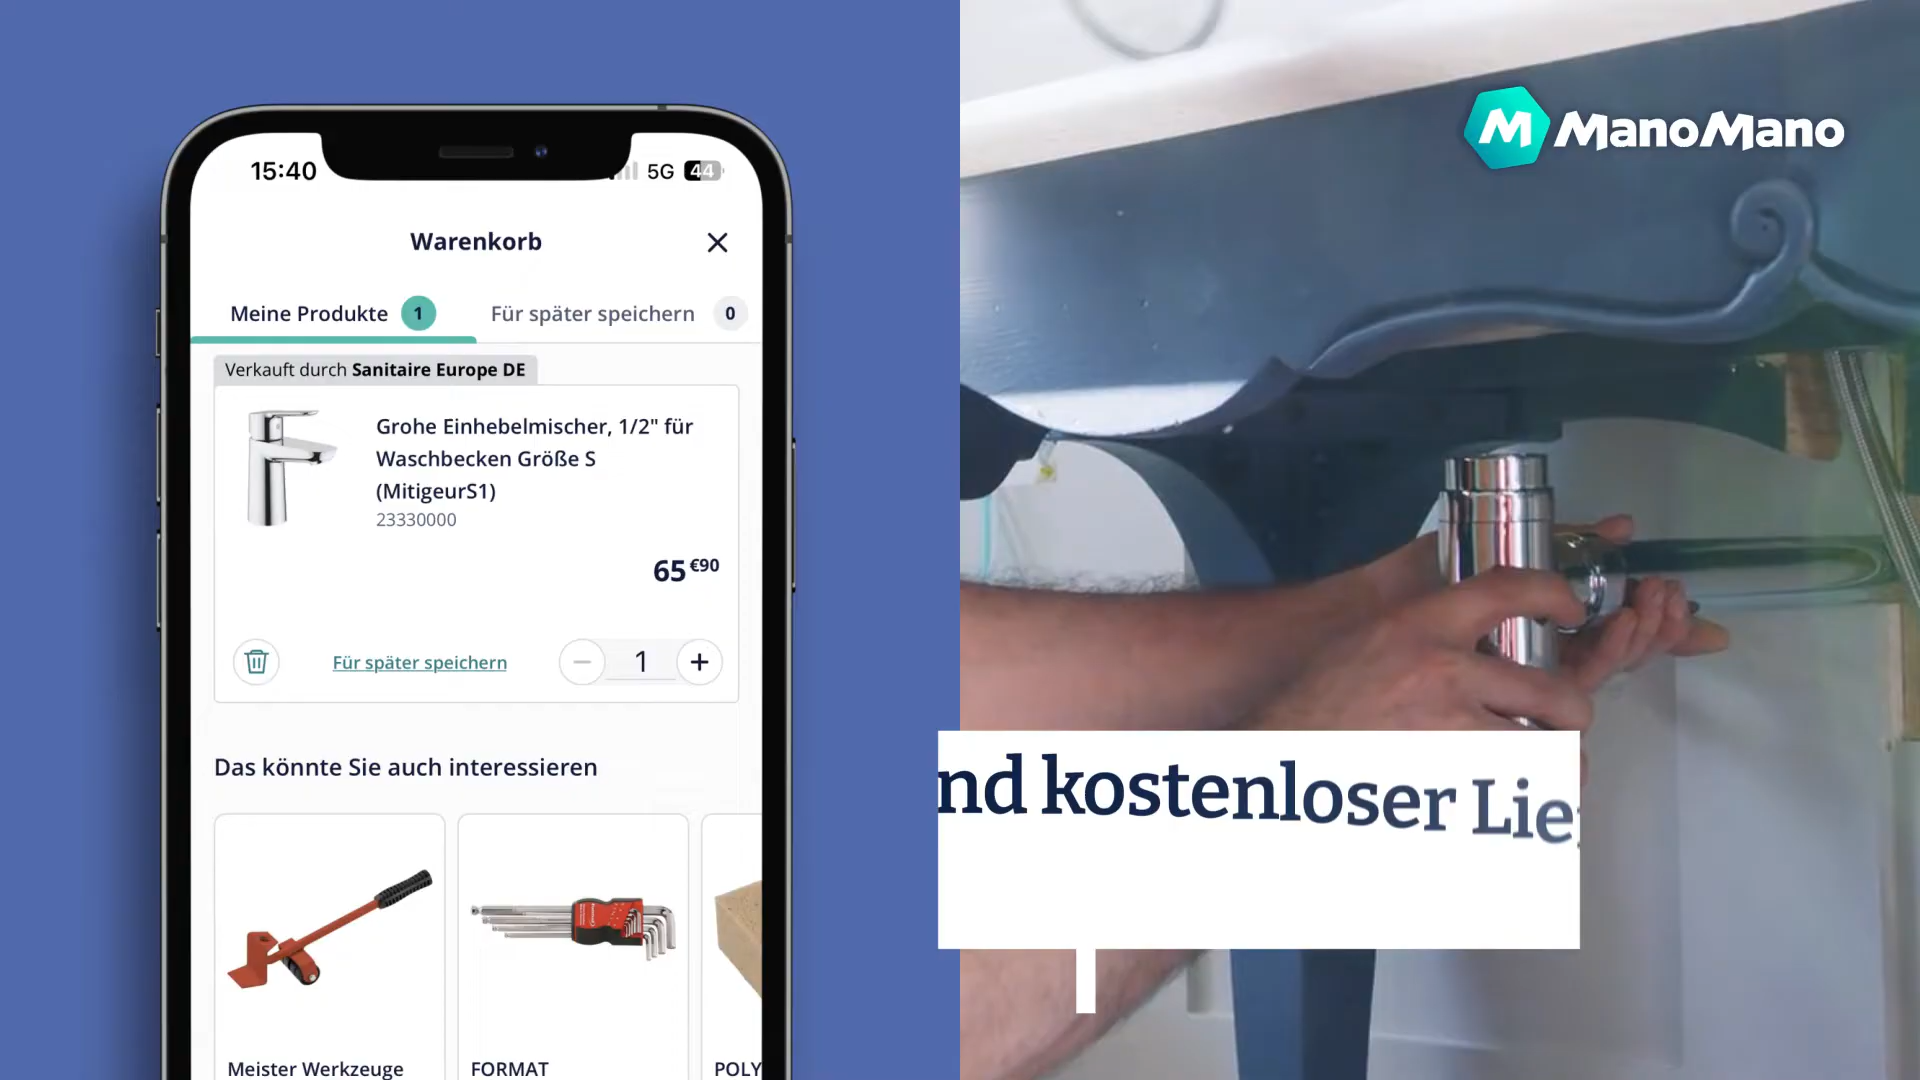 15:40
5G 44
Warenkorb
Meine Produkte 1
Für später speichern 0
Verkauft durch Sanitaire Europe DE
Grohe Einhebelmischer, 1/2" für
Waschbecken Größe S
(MitigeurS1)
23330000
65 €90
Für später speichern
1
Das könnte Sie auch interessieren
Meister Werkzeuge
FORMAT
POLY
M ManoMano
nd kostenloser Lie